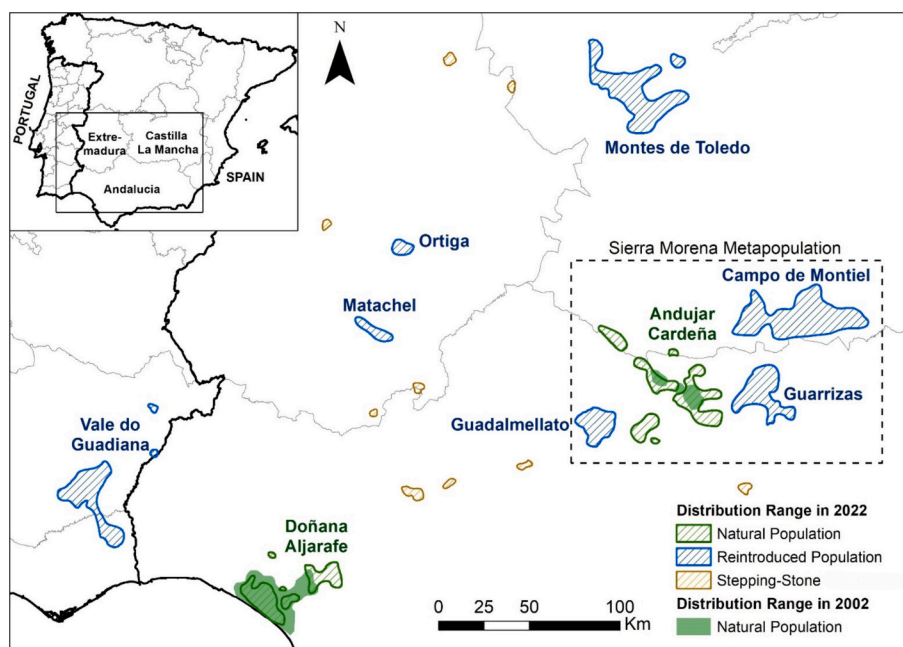 N
PORTUGAL
Extre-
madura
Castilla
La Mancha
SPAIN
Andalucia
Montes de Toledo
Ortiga
Sierra Morena Metapopulation
Campo de Montiel
Matachel
Andujar
Cardeña
Guarrizas
Vale do
Guadiana
Guadalmellato
Doñana
Aljarafe
Distribution Range in 2022
Natural Population
Reintroduced Population
Stepping-Stone
Distribution Range in 2002
Natural Population
0 25 50 100
Km